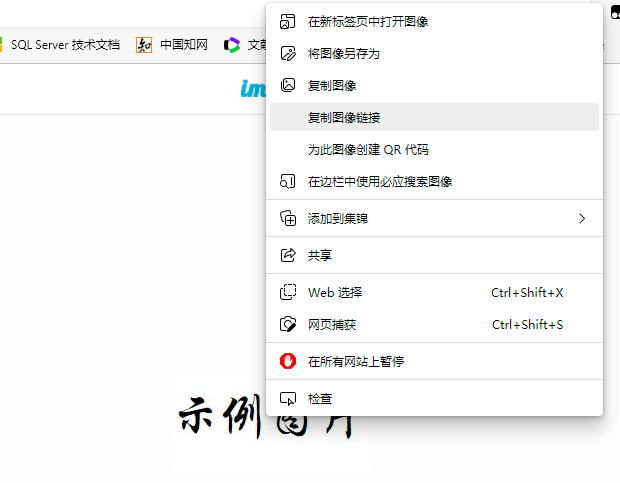 在新标签页中打开图像
SQL Server 技术文档
中国知网
文献
将图像另存为
im
复制图像
复制图像链接
为此图像创建 QR 代码
在边栏中使用必应搜索图像
添加到集锦
共享
Web 选择 Ctrl+Shift+X
网页捕获 Ctrl+Shift+S
在所有网站上暂停
检查
示例图片